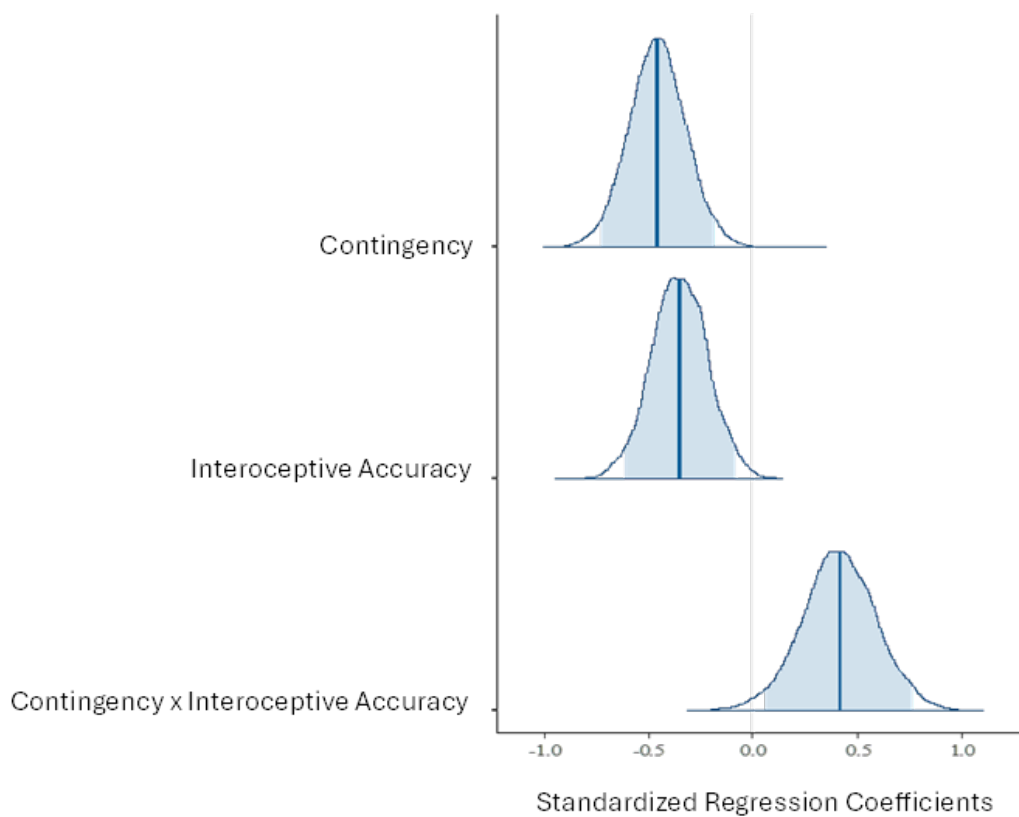 Contingency
Interoceptive Accuracy
Contingency x Interoceptive Accuracy
-1.0 -0.5 0.0 0.5 1.0
Standardized Regression Coefficients